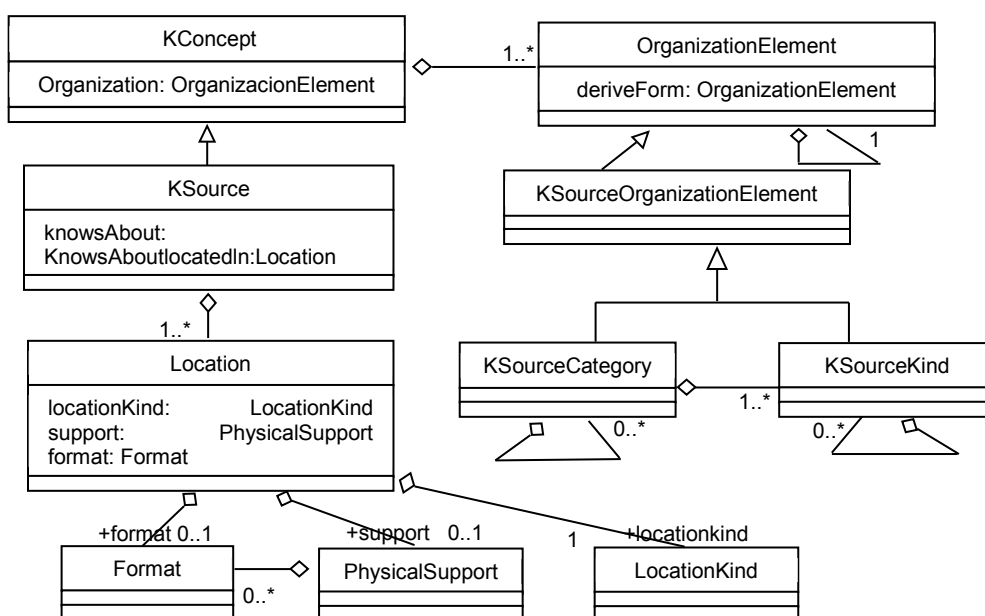 KConcept
Organization: OrganizacionElement
1..*
OrganizationElement
deriveForm: OrganizationElement
1
KSource
knowsAbout:
KnowsAboutlocatedIn:Location
KSourceOrganizationElement
1..*
Location
locationKind: LocationKind
support: PhysicalSupport
format: Format
KSourceCategory
1..*
KSourceKind
0..*
0..*
+format 0..1
+support 0..1
1
+locationkind
Format
0..*
PhysicalSupport
LocationKind